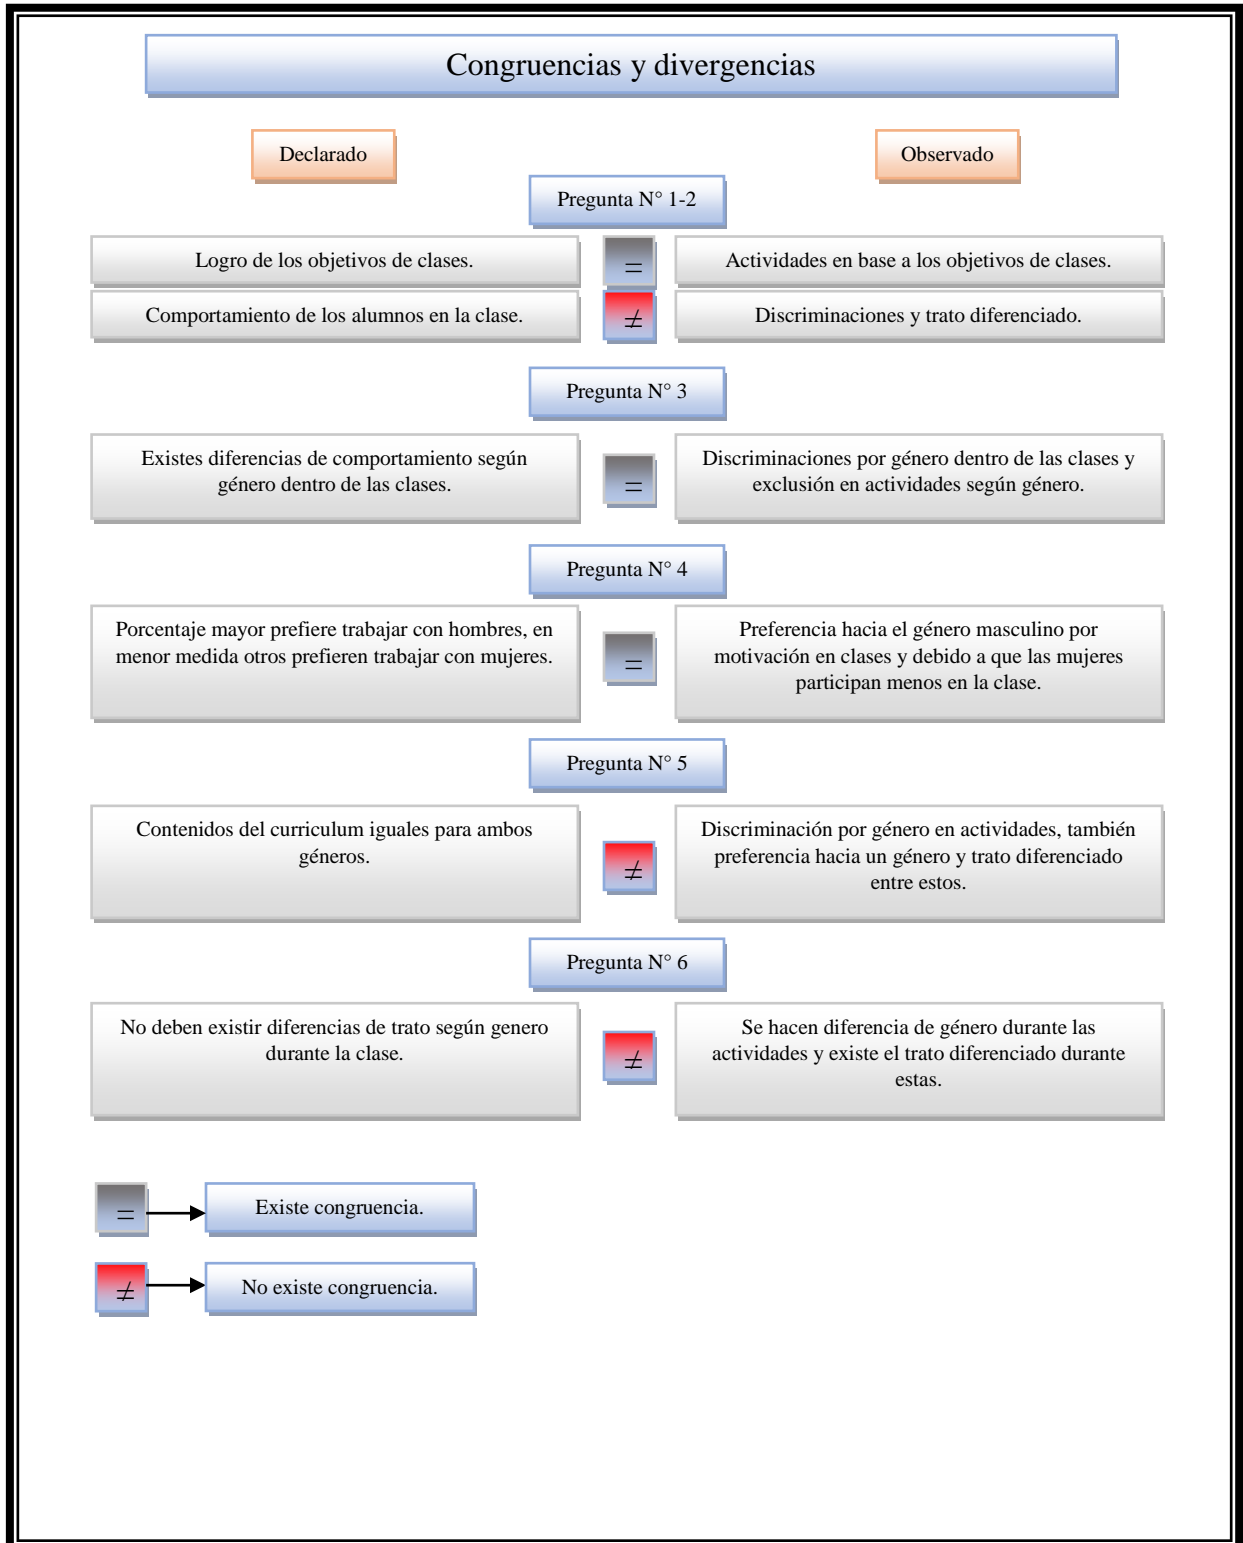 Congruencias y divergencias
Declarado
Observado
Pregunta N° 1-2
Logro de los objetivos de clases.
=
Actividades en base a los objetivos de clases.
Comportamiento de los alumnos en la clase.
≠
Discriminaciones y trato diferenciado.
Pregunta N° 3
Existes diferencias de comportamiento según
género dentro de las clases.
=
Discriminaciones por género dentro de las clases y
exclusión en actividades según género.
Pregunta N° 4
Porcentaje mayor prefiere trabajar con hombres, en
menor medida otros prefieren trabajar con mujeres.
=
Preferencia hacia el género masculino por
motivación en clases y debido a que las mujeres
participan menos en la clase.
Pregunta N° 5
Contenidos del curriculum iguales para ambos
géneros.
≠
Discriminación por género en actividades, también
preferencia hacia un género y trato diferenciado
entre estos.
Pregunta N° 6
No deben existir diferencias de trato según genero
durante la clase.
≠
Se hacen diferencia de género durante las
actividades y existe el trato diferenciado durante
estas.
=
Existe congruencia.
≠
No existe congruencia.